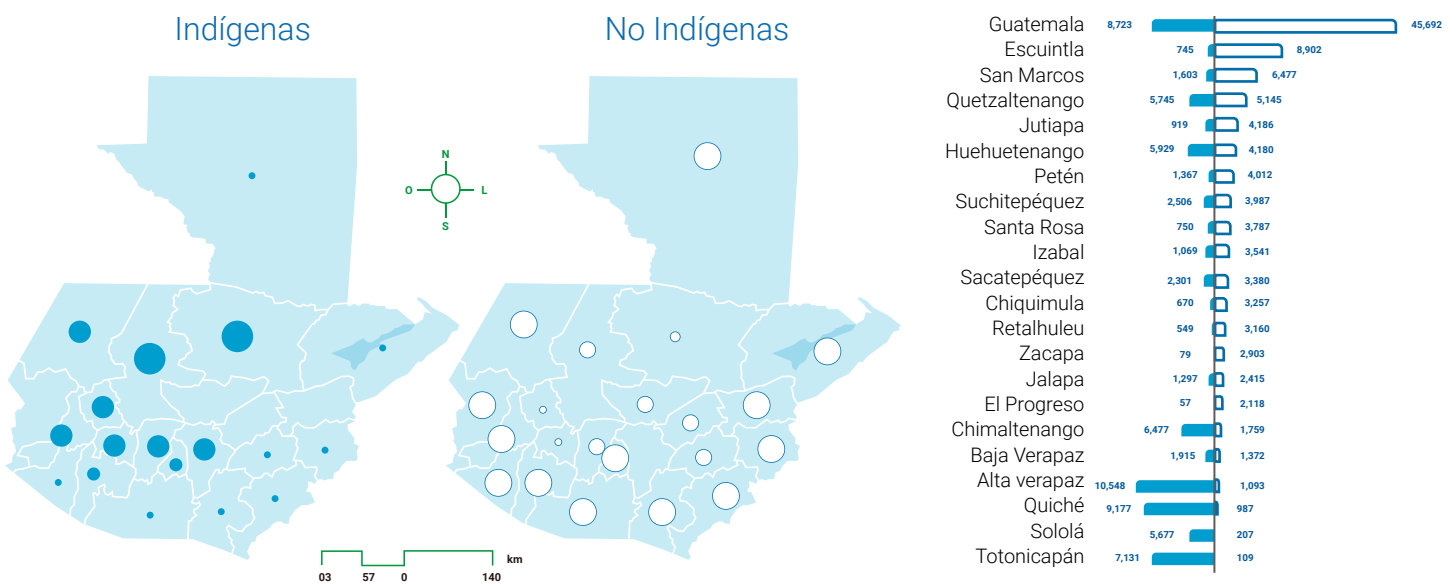 Indígenas
No Indígenas
N
O
L
S
03 57 0 140 km
Guatemala 8,723 45,692
Escuintla 745 8,902
San Marcos 1,603 6,477
Quetzaltenango 5,745 5,145
Jutiapa 919 4,186
Huehuetenango 5,929 4,180
Petén 1,367 4,012
Suchitepéquez 2,506 3,987
Santa Rosa 750 3,787
Izabal 1,069 3,541
Sacatepéquez 2,301 3,380
Chiquimula 670 3,257
Retalhuleu 549 3,160
Zacapa 79 2,903
Jalapa 1,297 2,415
El Progreso 57 2,118
Chimaltenango 6,477 1,759
Baja Verapaz 1,915 1,372
Alta verapaz 10,548 1,093
Quiché 9,177 987
Sololá 5,677 207
Totonicapán 7,131 109